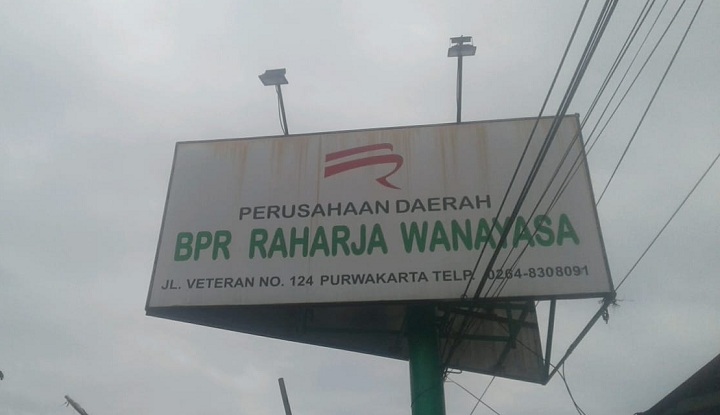 PERUSAHAAN DAERAH
BPR RAHARJA WANAYASA
JL. VETERAN NO. 124 PURWAKARTA TELP. 0264-8308091